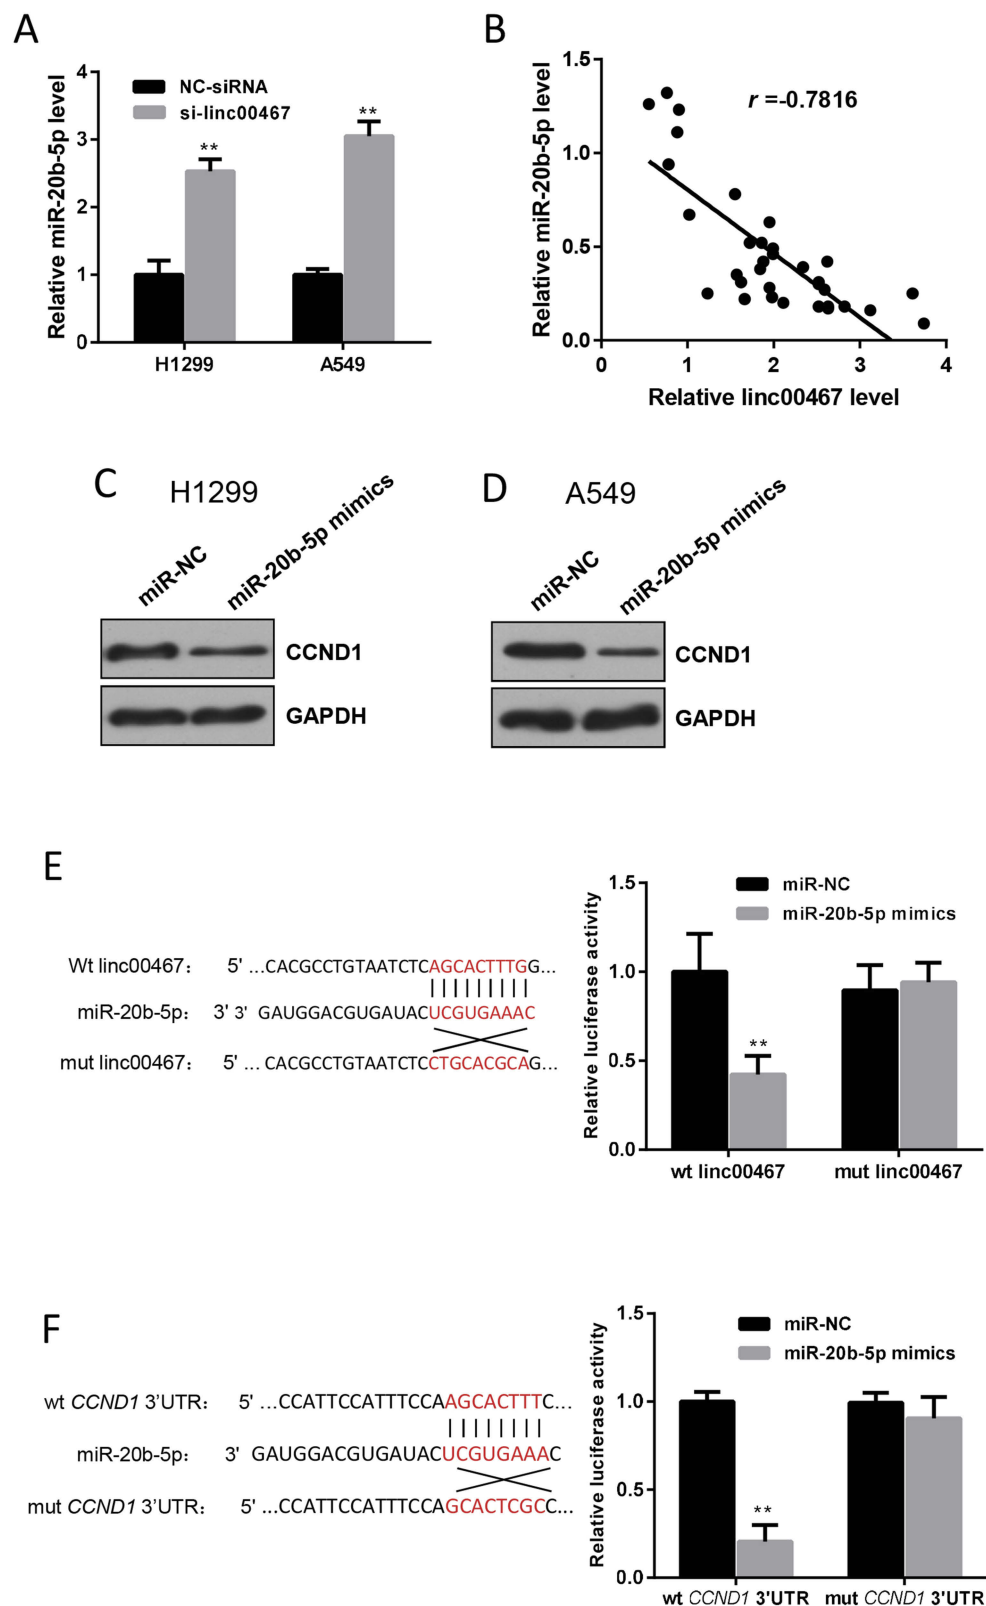 A
Relative miR-20b-5p level
4
3
2
1
0
NC-siRNA
si-linc00467
**
**
H1299
A549
B
Relative miR-20b-5p level
1.5
1.0
0.5
0.0
r =-0.7816
0
1
2
3
4
Relative linc00467 level
C
H1299
miR-NC
miR-20b-5p mimics
CCND1
GAPDH
D
A549
miR-NC
miR-20b-5p mimics
CCND1
GAPDH
E
Wt linc00467: 5' ...CACGCCTGTAATCTCAGCACTTTGG...
miR-20b-5p: 3' 3' GAUGGACGUGAUACUCGUGAAAC
mut linc00467: 5' ... CACGCCTGTAATCTCCTGCACGCAG...
Relative luciferase activity
1.5
1.0
0.5
0.0
miR-NC
miR-20b-5p mimics
**
wt linc00467
mut linc00467
F
wt CCND1 3'UTR: 5' ...CCATTCCATTTCCAAGCACTTTC...
miR-20b-5p: 3' GAUGGACGUGAUACUCGUGAAAC
mut CCND1 3'UTR: 5' ...CCATTCCATTTCCAGCACTCGCC...
Relative luciferase activity
1.5
1.0
0.5
0.0
miR-NC
miR-20b-5p mimics
**
wt CCND1 3'UTR
mut CCND1 3'UTR